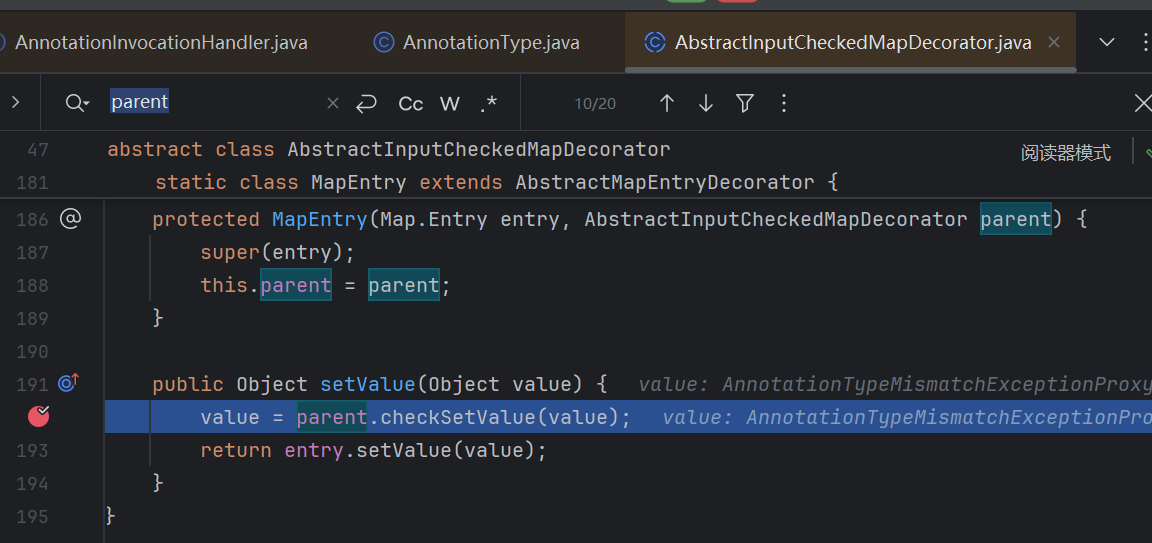 AnnotationInvocationHandler.java AnnotationType.java AbstractInputCheckedMapDecorator.java
parent Cc W .* 10/20
47 abstract class AbstractInputCheckedMapDecorator 阅读器模式
181 static class MapEntry extends AbstractMapEntryDecorator {
186 @ protected MapEntry(Map.Entry entry, AbstractInputCheckedMapDecorator parent) {
187 super(entry);
188 this.parent = parent;
189 }
190
191 public Object setValue(Object value) { value: AnnotationTypeMismatchExceptionProxy
value = parent.checkSetValue(value); value: AnnotationTypeMismatchExceptionPro
193 return entry.setValue(value);
194 }
195 }